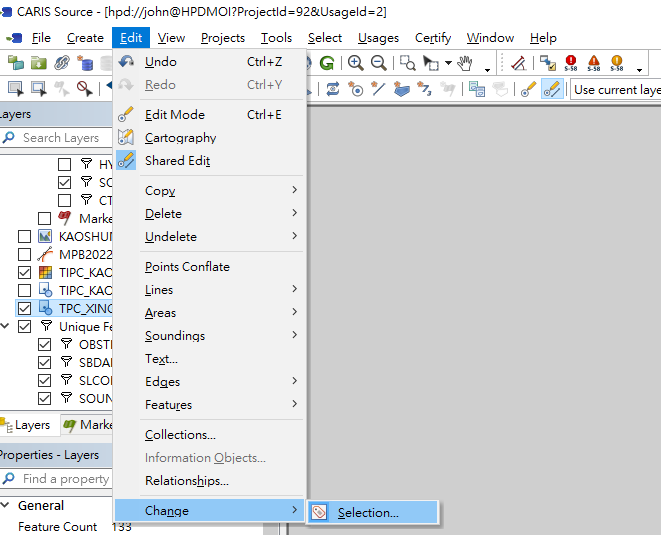 CARIS Source - [hpd://john@HPDMOI?ProjectId=92&UsageId=2]
File Create Edit View Projects Tools Select Usages Certify Window Help
Undo Ctrl+Z
Redo Ctrl+Y
Edit Mode Ctrl+E
Cartography
Shared Edit
Copy
Delete
Undelete
Points Conflate
Lines
Areas
Soundings
Text...
Edges
Features
Collections...
Information Objects...
Relationships...
Change
Selection...
S-58 S-58 S-58
Use current laye
Layers
Search Layers
HY
SO
CT
Marke
KAOSHUN
MPB2022
TIPC_KAO
TIPC_KAO
TPC_XING
Unique Fe
OBSTI
SBDAI
SLCOI
SOUN
Layers Marke
Properties - Layers
Find a property
General
Feature Count 133